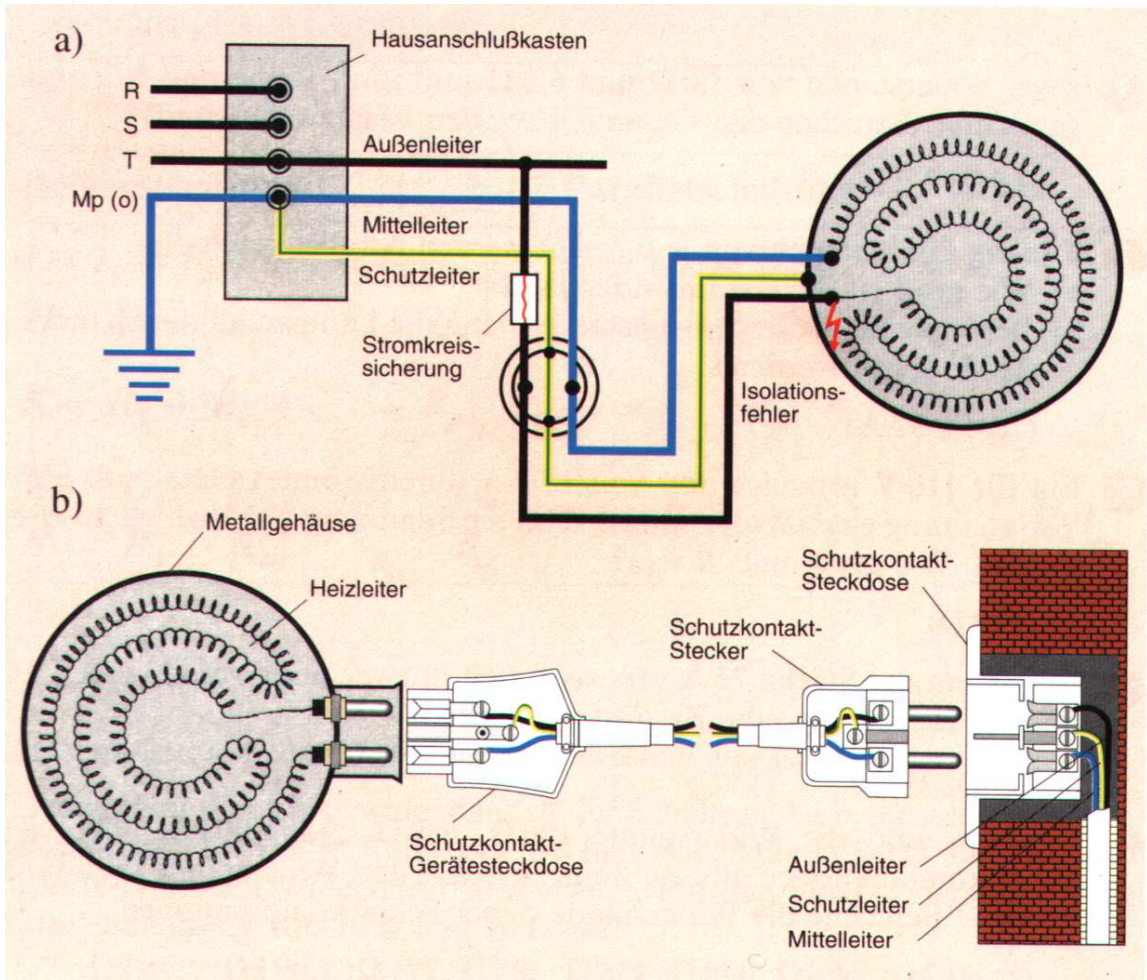 a)
Hausanschlußkasten
R
S
T
Außenleiter
Mp (o)
Mittelleiter
Schutzleiter
Stromkreis-
sicherung
Isolations-
fehler
b)
Metallgehäuse
Heizleiter
Schutzkontakt-
Steckdose
Schutzkontakt-
Stecker
Schutzkontakt-
Gerätesteckdose
Außenleiter
Schutzleiter
Mittelleiter